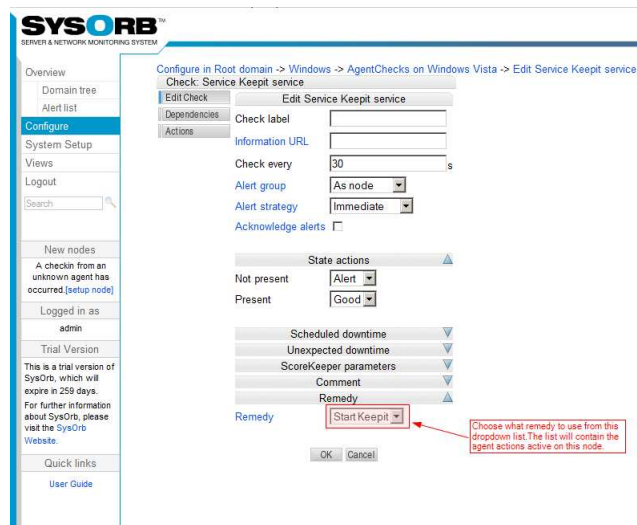 SYSORB™
SERVER & NETWORK MONITORING SYSTEM
Overview
Domain tree
Alert list
Configure
System Setup
Views
Logout
Search
New nodes
A checkin from an
unknown agent has
occurred.[setup node]
Logged in as
admin
Trial Version
This is a trial version of
SysOrb, which will
expire in 259 days.
For further information
about SysOrb, please
visit the SysOrb
Website.
Quick links
User Guide
Configure in Root domain -> Windows -> AgentChecks on Windows Vista -> Edit Service Keepit service
Check: Service Keepit service
Edit Check
Dependencies
Actions
Edit Service Keepit service
Check label
Information URL
Check every 30 s
Alert group As node
Alert strategy Immediate
Acknowledge alerts
State actions
Not present Alert
Present Good
Scheduled downtime
Unexpected downtime
ScoreKeeper parameters
Comment
Remedy
Remedy Start Keepit
Choose what remedy to use from this
dropdown list.The list will contain the
agent actions active on this node.
OK Cancel